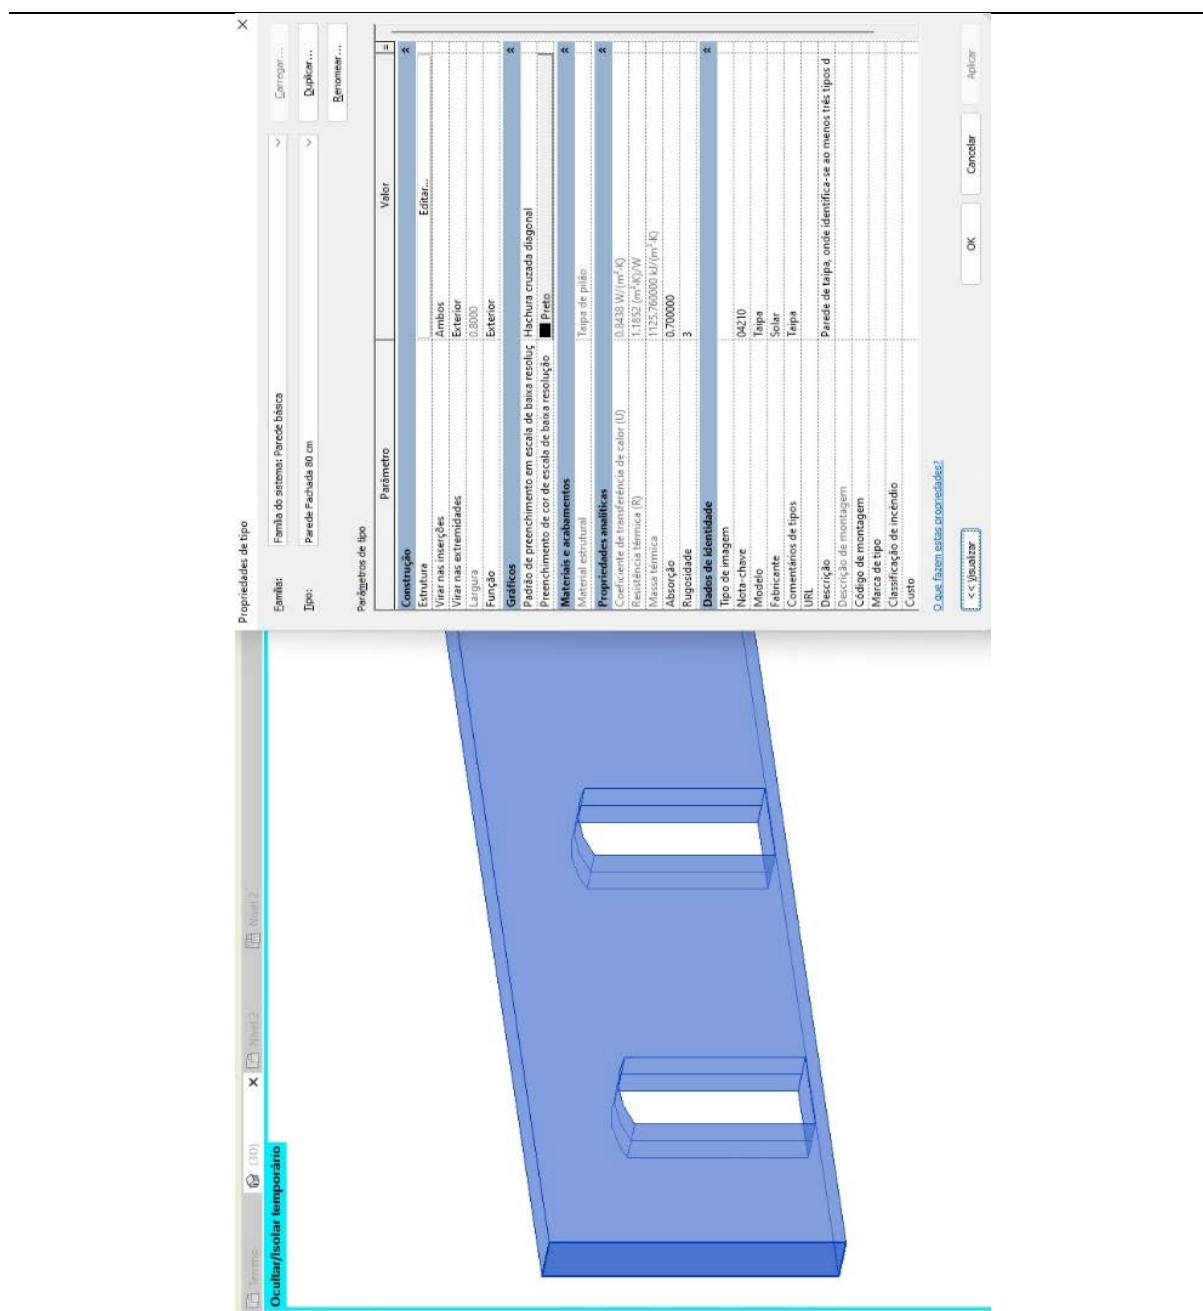 Terreno
(3D)
Nível 2
Nível 2
Ocultar/Isolar temporário
Propriedades de tipo
Família:
Família do sistema: Parede básica
Carregar...
Tipo:
Parede Fachada 80 cm
Duplicar...
Renomear...
Parâmetros de tipo
Parâmetro Valor =
Construção
Estrutura Editar...
Virar nas inserções Ambos
Virar nas extremidades Exterior
Largura 0.8000
Função Exterior
Gráficos
Padrão de preenchimento em escala de baixa resoluç Hachura cruzada diagonal
Preenchimento de cor de escala de baixa resolução Preto
Materiais e acabamentos
Material estrutural Taipa de pilão
Propriedades analíticas
Coeficiente de transferência de calor (U) 0.8438 W/(m²·K)
Resistência térmica (R) 1.1852 (m²·K)/W
Massa térmica 1125.760000 kJ/(m²·K)
Absorção 0.700000
Rugosidade 3
Dados de identidade
Tipo de imagem
Nota-chave 04210
Modelo Taipa
Fabricante Solar
Comentários de tipos Taipa
URL
Descrição Parede de taipa, onde identifica-se ao menos três tipos d
Descrição de montagem
Código de montagem
Marca de tipo
Classificação de incêndio
Custo
O que fazem estas propriedades?
<< Visualizar OK Cancelar Aplicar